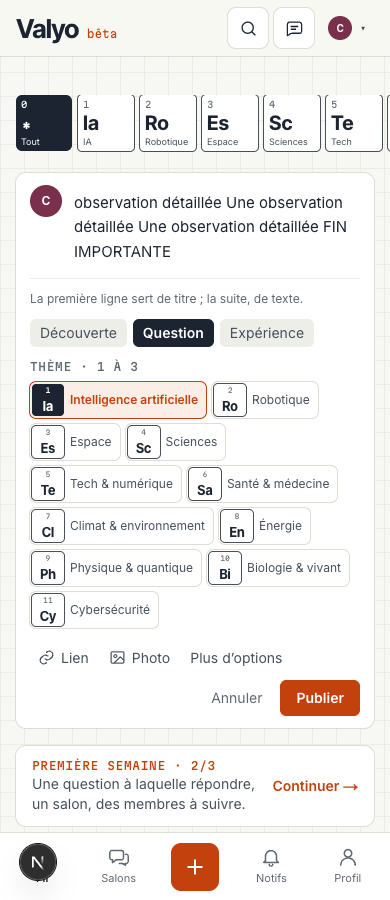 Valyo bêta
C
0
*
Tout
1
Ia
IA
2
Ro
Robotique
3
Es
Espace
4
Sc
Sciences
5
Te
Tech
C
observation détaillée Une observation
détaillée Une observation détaillée FIN
IMPORTANTE
La première ligne sert de titre ; la suite, de texte.
Découverte Question Expérience
THÈME · 1 À 3
1
Ia Intelligence artificielle
2
Ro Robotique
3
Es Espace
4
Sc Sciences
5
Te Tech & numérique
6
Sa Santé & médecine
7
Cl Climat & environnement
8
En Énergie
9
Ph Physique & quantique
10
Bi Biologie & vivant
11
Cy Cybersécurité
Lien Photo Plus d’options
Annuler Publier
PREMIÈRE SEMAINE · 2/3
Une question à laquelle répondre,
un salon, des membres à suivre.
Continuer →
N
Salons
+
Notifs
Profil